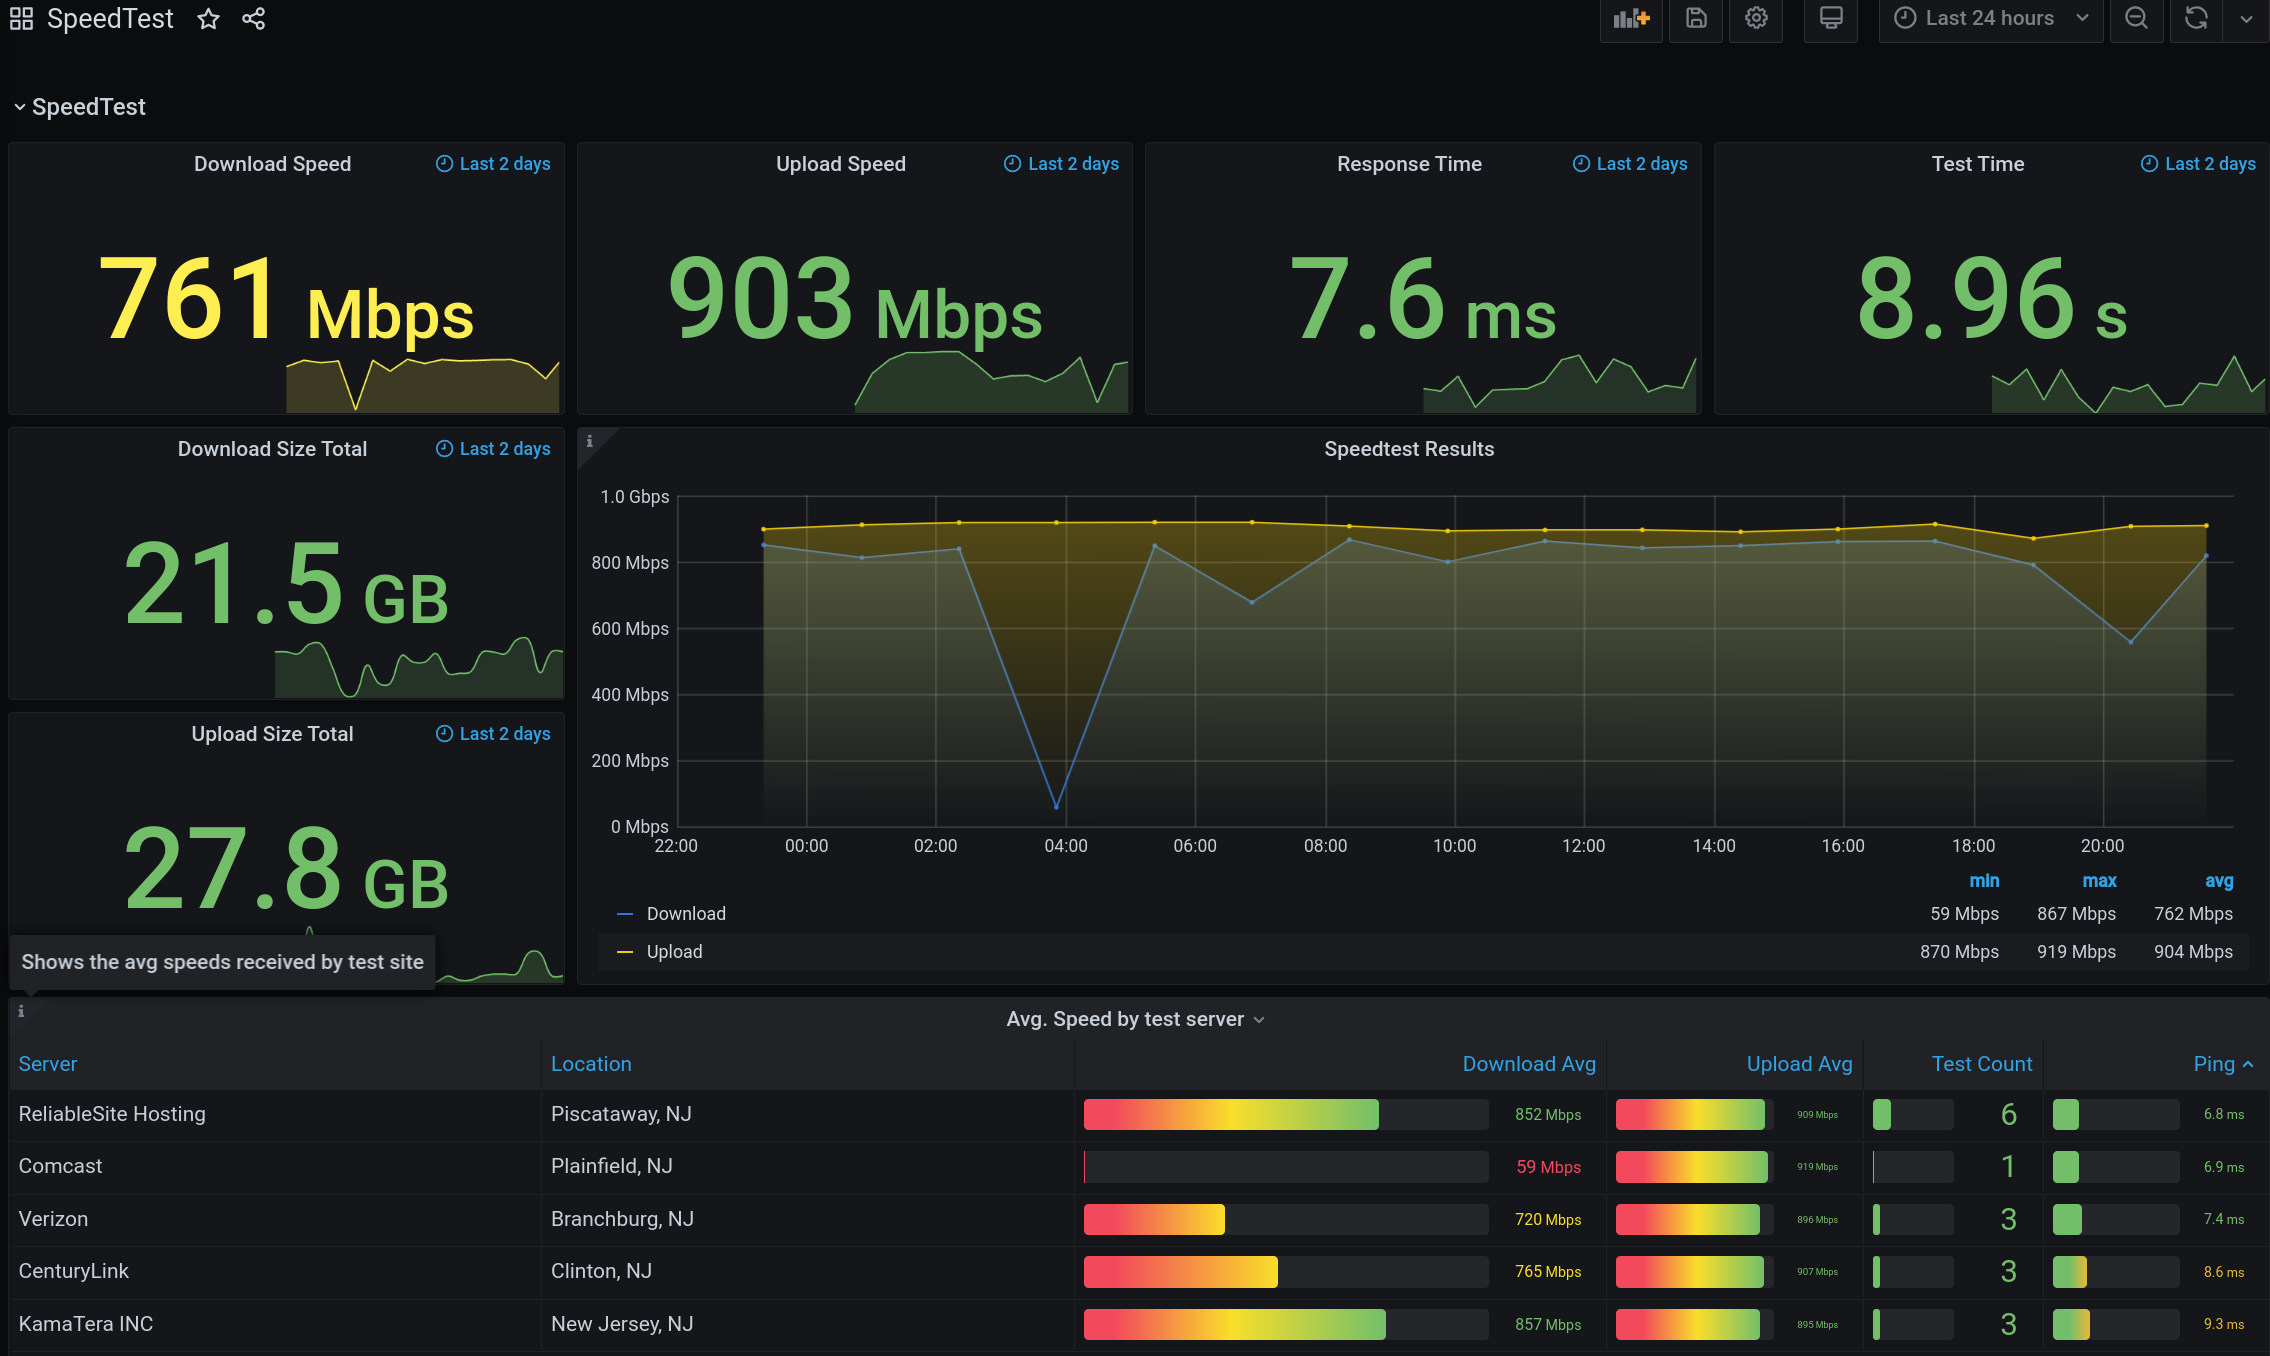 SpeedTest
Last 24 hours
SpeedTest
Download Speed Last 2 days
761 Mbps
Upload Speed Last 2 days
903 Mbps
Response Time Last 2 days
7.6 ms
Test Time Last 2 days
8.96 s
Download Size Total Last 2 days
21.5 GB
Upload Size Total Last 2 days
27.8 GB
Shows the avg speeds received by test site
i
Speedtest Results
1.0 Gbps
800 Mbps
600 Mbps
400 Mbps
200 Mbps
0 Mbps
22:00 00:00 02:00 04:00 06:00 08:00 10:00 12:00 14:00 16:00 18:00 20:00
min max avg
Download 59 Mbps 867 Mbps 762 Mbps
Upload 870 Mbps 919 Mbps 904 Mbps
i
Avg. Speed by test server
Server Location Download Avg Upload Avg Test Count Ping
ReliableSite Hosting Piscataway, NJ 852 Mbps 909 Mbps 6 6.8 ms
Comcast Plainfield, NJ 59 Mbps 919 Mbps 1 6.9 ms
Verizon Branchburg, NJ 720 Mbps 896 Mbps 3 7.4 ms
CenturyLink Clinton, NJ 765 Mbps 907 Mbps 3 8.6 ms
KamaTera INC New Jersey, NJ 857 Mbps 895 Mbps 3 9.3 ms